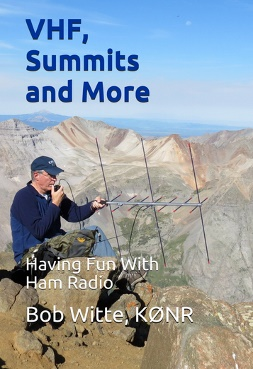 VHF,
Summits
and More
Having Fun With
Ham Radio
Bob Witte, KØNR